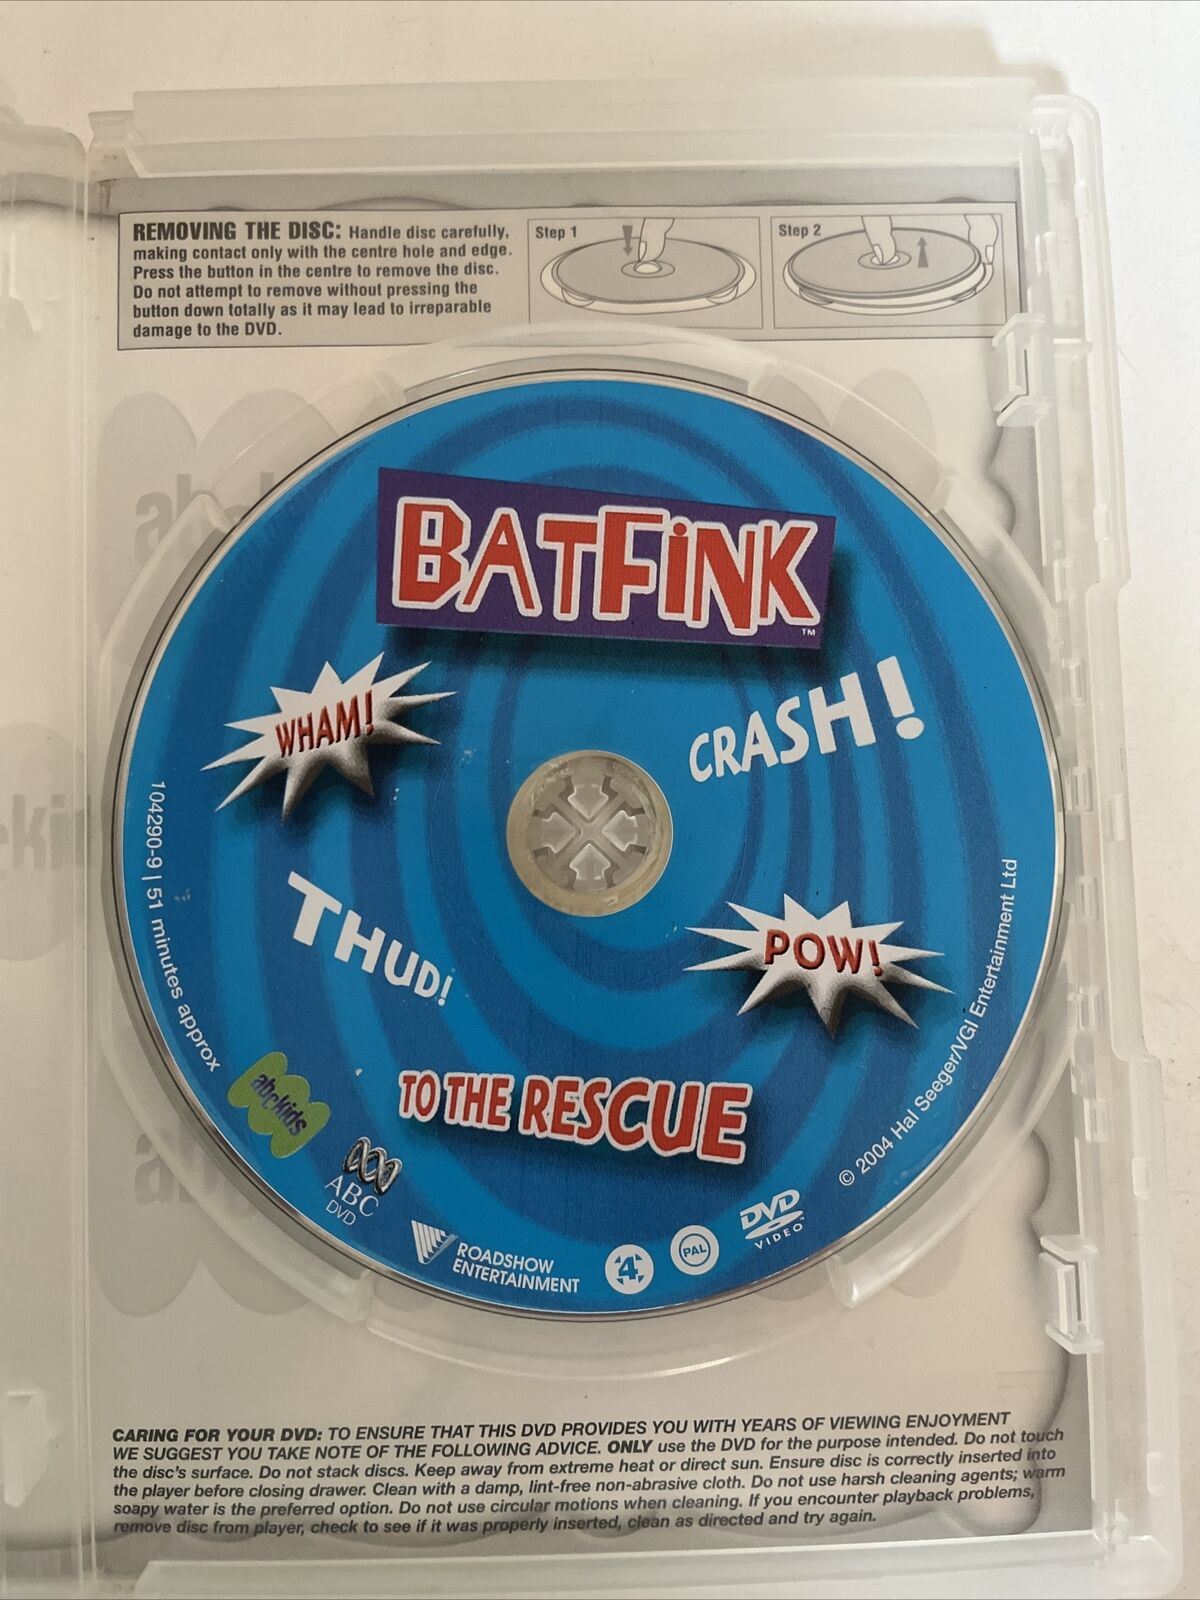 REMOVING THE DISC: Handle disc carefully,
making contact only with the centre hole and edge.
Press the button in the centre to remove the disc.
Do not attempt to remove without pressing the
button down totally as it may lead to irreparable
damage to the DVD.
Step 1
Step 2
BATFiNK™
WHAM!
CRASH!
THUD!
POW!
TO THE RESCUE
104290-9 | 51 minutes approx
abckids
ABC
DVD
ROADSHOW
ENTERTAINMENT
4
PAL
DVD
VIDEO™
© 2004 Hal Seeger/VGI Entertainment Ltd
CARING FOR YOUR DVD: TO ENSURE THAT THIS DVD PROVIDES YOU WITH YEARS OF VIEWING ENJOYMENT
WE SUGGEST YOU TAKE NOTE OF THE FOLLOWING ADVICE. ONLY use the DVD for the purpose intended. Do not touch
the disc's surface. Do not stack discs. Keep away from extreme heat or direct sun. Ensure disc is correctly inserted into
the player before closing drawer. Clean with a damp, lint-free non-abrasive cloth. Do not use harsh cleaning agents; warm
soapy water is the preferred option. Do not use circular motions when cleaning. If you encounter playback problems,
remove disc from player, check to see if it was properly inserted, clean as directed and try again.